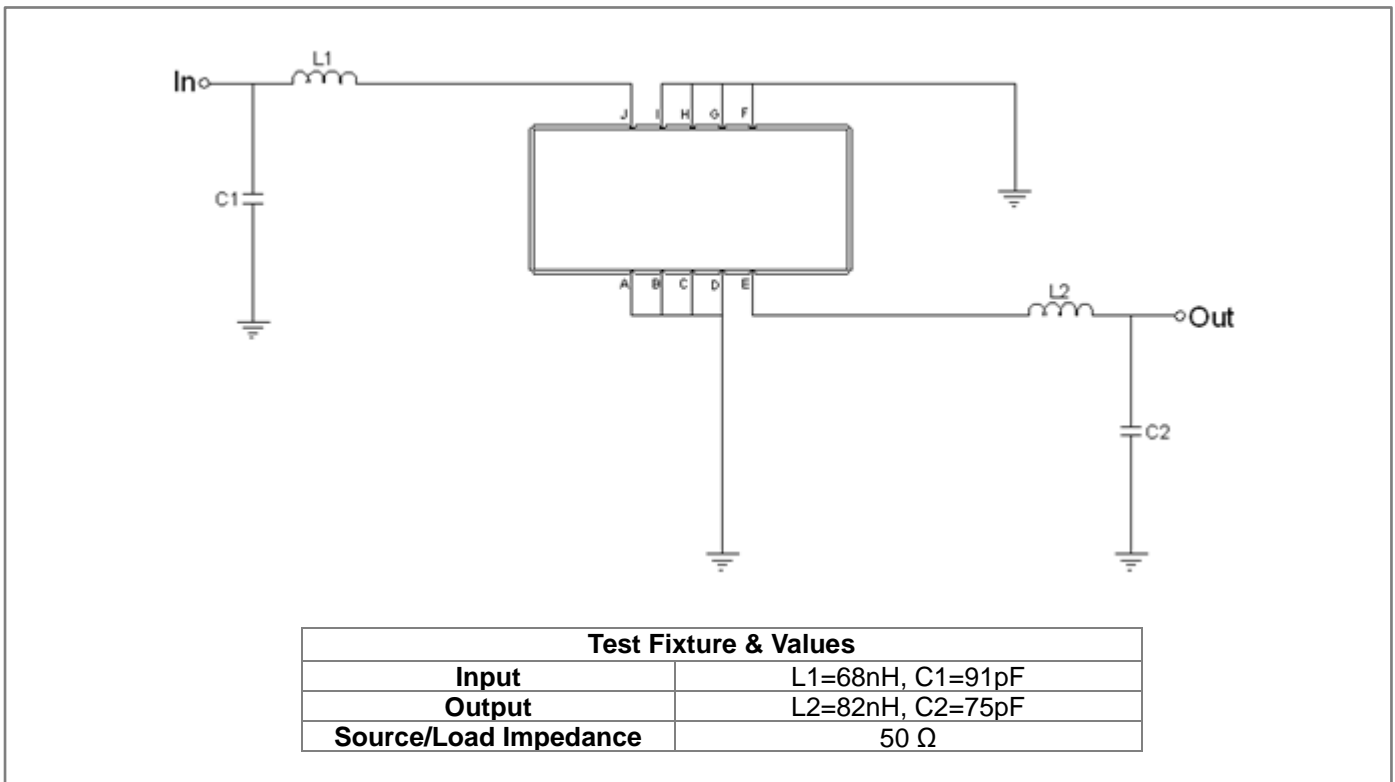 L1
In
J I H G F
C1
A B C D E
L2
Out
C2
Test Fixture & Values
Input L1=68nH, C1=91pF
Output L2=82nH, C2=75pF
Source/Load Impedance 50 Ω